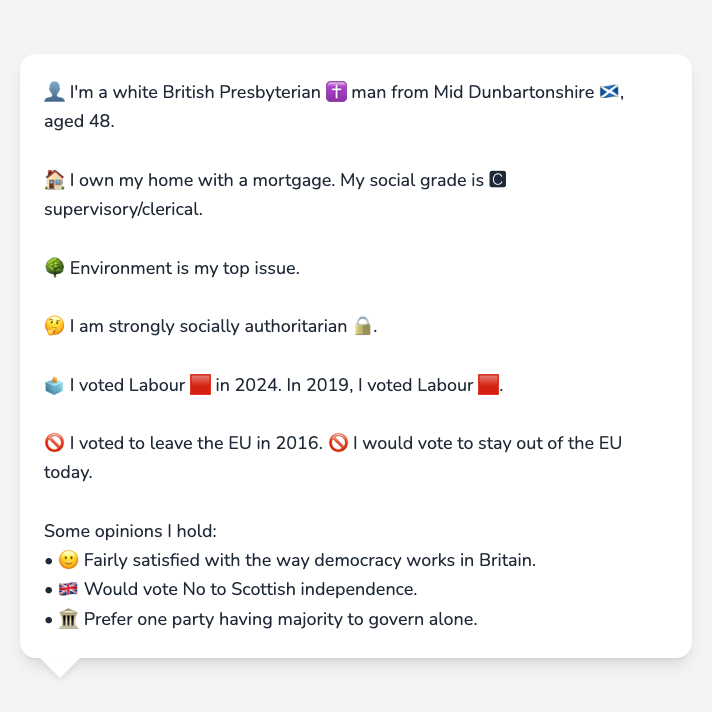 👤 I'm a white British Presbyterian ✝️ man from Mid Dunbartonshire 🏴󠁧󠁢󠁳󠁣󠁴󠁿,
aged 48.
🏠 I own my home with a mortgage. My social grade is 🅲
supervisory/clerical.
🌳 Environment is my top issue.
🤔 I am strongly socially authoritarian 🔒.
🗳️ I voted Labour 🟥 in 2024. In 2019, I voted Labour 🟥.
🚫 I voted to leave the EU in 2016. 🚫 I would vote to stay out of the EU
today.
Some opinions I hold:
• 🙂 Fairly satisfied with the way democracy works in Britain.
• 🇬🇧 Would vote No to Scottish independence.
• 🏛️ Prefer one party having majority to govern alone.